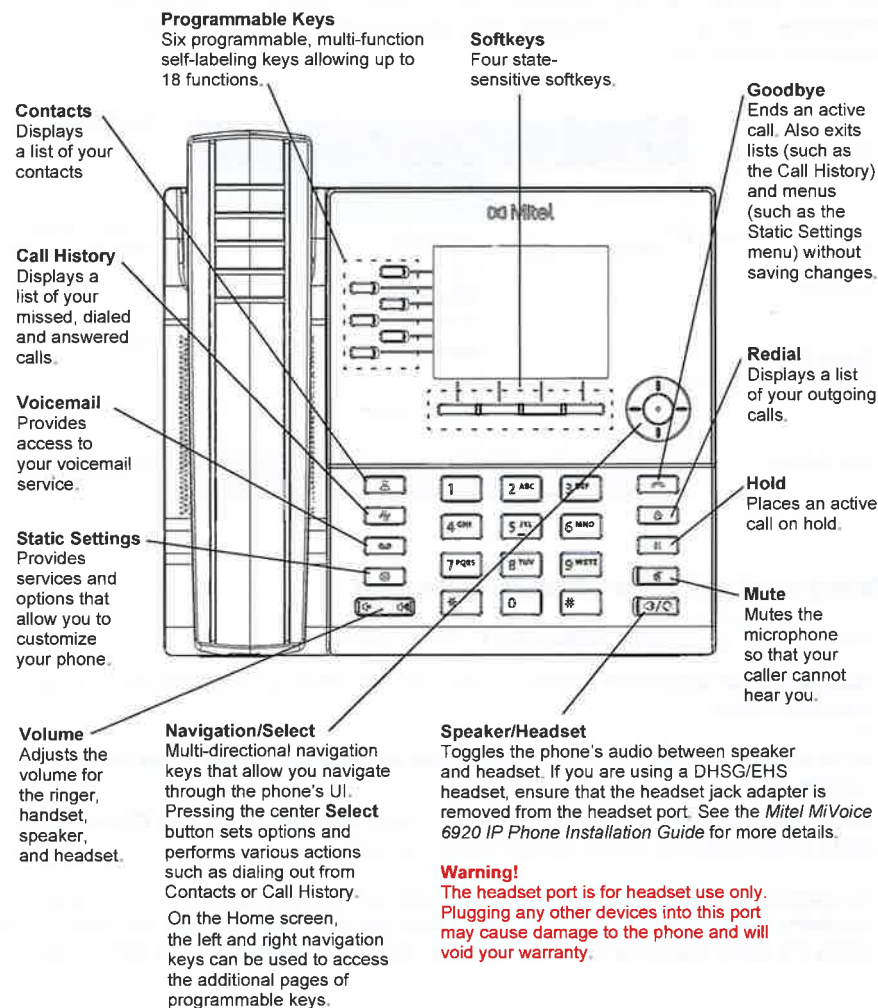 Programmable Keys
Six programmable, multi-function
self-labeling keys allowing up to
18 functions.
Softkeys
Four state-
sensitive softkeys.
Goodbye
Ends an active
call. Also exits
lists (such as
the Call History)
and menus
(such as the
Static Settings
menu) without
saving changes.
Contacts
Displays
a list of your
contacts
Mitel
Call History
Displays a
list of your
missed, dialed
and answered
calls.
Redial
Displays a list
of your outgoing
calls.
Voicemail
Provides
access to
your voicemail
service.
Hold
Places an active
call on hold.
Static Settings
Provides
services and
options that
allow you to
customize
your phone.
1
2 ABC
3 DEF
4 GHI
5 JKL
6 MNO
7 PQRS
8 TUV
9 WXYZ
*
0
#
Mute
Mutes the
microphone
so that your
caller cannot
hear you.
Volume
Adjusts the
volume for
the ringer,
handset,
speaker,
and headset.
Navigation/Select
Multi-directional navigation
keys that allow you navigate
through the phone's UI.
Pressing the center Select
button sets options and
performs various actions
such as dialing out from
Contacts or Call History.
On the Home screen,
the left and right navigation
keys can be used to access
the additional pages of
programmable keys.
Speaker/Headset
Toggles the phone's audio between speaker
and headset. If you are using a DHSG/EHS
headset, ensure that the headset jack adapter is
removed from the headset port. See the Mitel MiVoice
6920 IP Phone Installation Guide for more details.
Warning!
The headset port is for headset use only.
Plugging any other devices into this port
may cause damage to the phone and will
void your warranty.